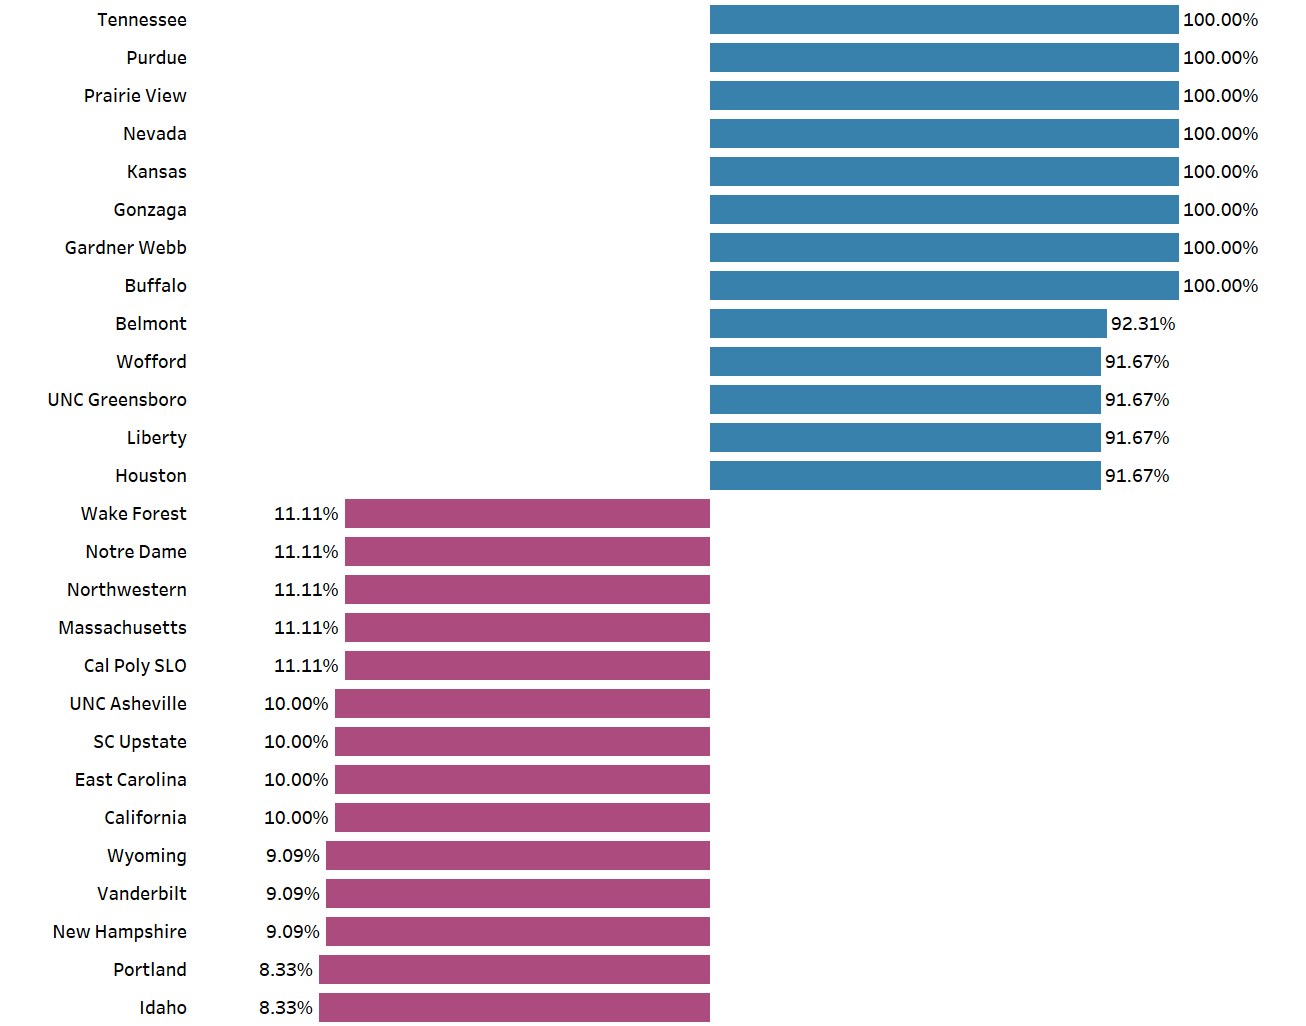 Tennessee 100.00%
Purdue 100.00%
Prairie View 100.00%
Nevada 100.00%
Kansas 100.00%
Gonzaga 100.00%
Gardner Webb 100.00%
Buffalo 100.00%
Belmont 92.31%
Wofford 91.67%
UNC Greensboro 91.67%
Liberty 91.67%
Houston 91.67%
Wake Forest 11.11%
Notre Dame 11.11%
Northwestern 11.11%
Massachusetts 11.11%
Cal Poly SLO 11.11%
UNC Asheville 10.00%
SC Upstate 10.00%
East Carolina 10.00%
California 10.00%
Wyoming 9.09%
Vanderbilt 9.09%
New Hampshire 9.09%
Portland 8.33%
Idaho 8.33%